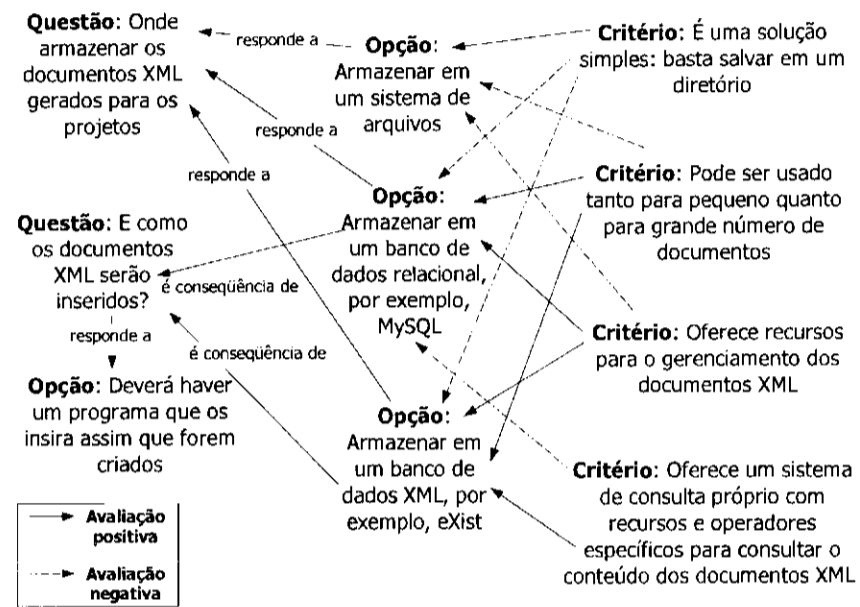 Questão: Onde
armazenar os
documentos XML
gerados para os
projetos
responde a
Opção:
Armazenar em
um sistema de
arquivos
Critério: É uma solução
simples: basta salvar em um
diretório
responde a
responde a
Critério: Pode ser usado
tanto para pequeno quanto
para grande número de
documentos
Questão: E como
os documentos
XML serão
inseridos?
é conseqüência de
Opção:
Armazenar em
um banco de
dados relacional,
por exemplo,
MySQL
responde a
é conseqüência de
Critério: Oferece recursos
para o gerenciamento dos
documentos XML
Opção: Deverá haver
um programa que os
insira assim que forem
criados
Opção:
Armazenar em
um banco de
dados XML, por
exemplo, eXist
Critério: Oferece um sistema
de consulta próprio com
recursos e operadores
específicos para consultar o
conteúdo dos documentos XML
Avaliação
positiva
Avaliação
negativa